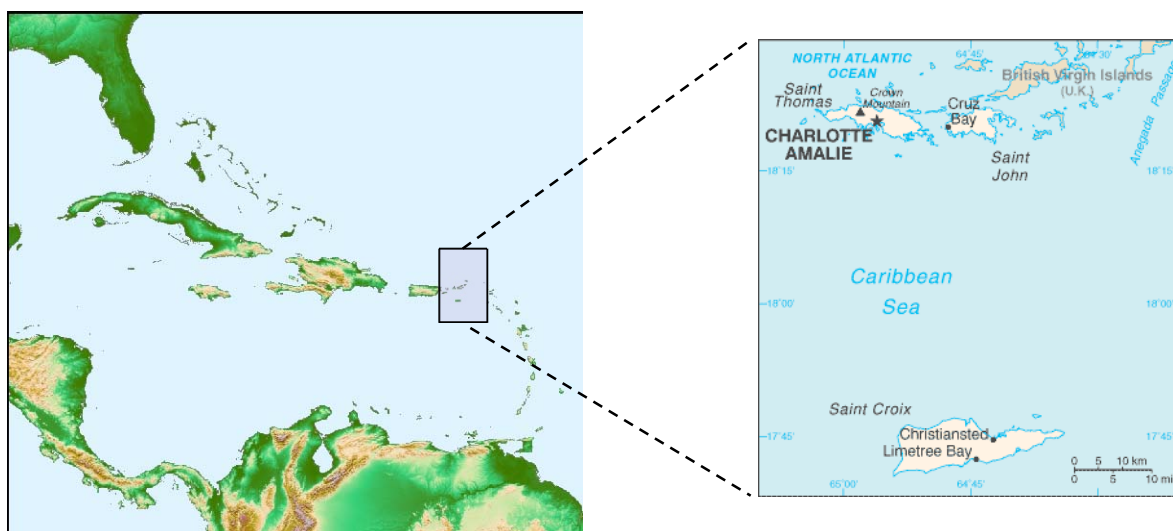 NORTH ATLANTIC
OCEAN
64°45'
64°30'
British Virgin Islands
(U.K.)
Saint
Thomas
Crown
Mountain
Cruz
Bay
CHARLOTTE
AMALIE
Saint
John
Anegada Passage
18°15'
18°15'
Caribbean
Sea
18°00'
18°00'
Saint Croix
Christiansted
Limetree Bay
17°45'
17°45'
0 5 10 km
0 5 10 mi
65°00'
64°45'